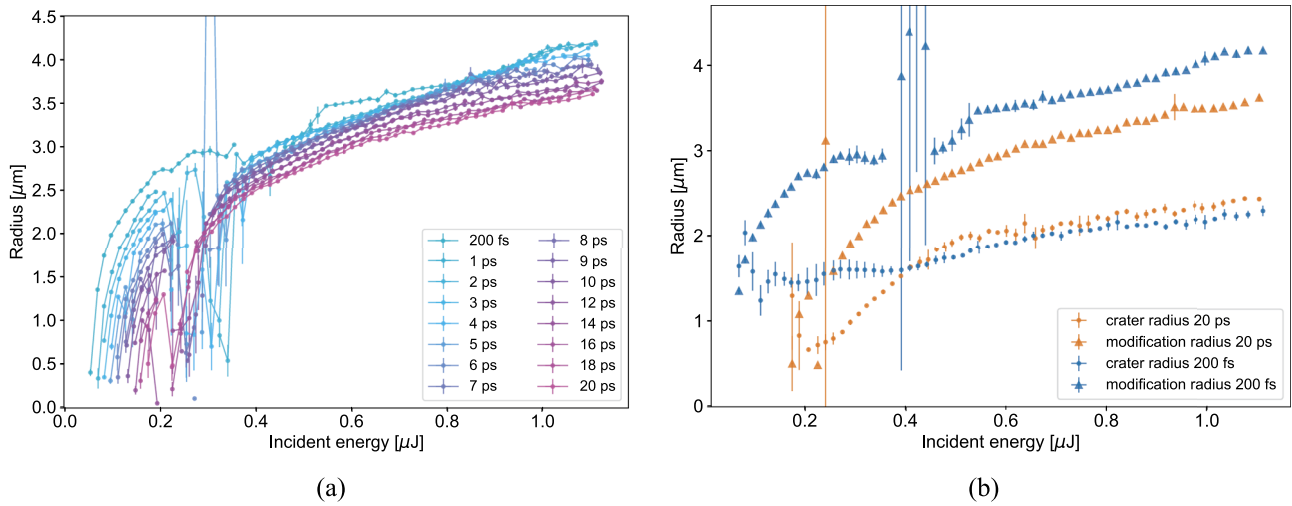 4.5
4.0
3.5
3.0
2.5
2.0
1.5
1.0
0.5
0.0
Radius [μm]
0.0 0.2 0.4 0.6 0.8 1.0
Incident energy [μJ]
200 fs
1 ps
2 ps
3 ps
4 ps
5 ps
6 ps
7 ps
8 ps
9 ps
10 ps
12 ps
14 ps
16 ps
18 ps
20 ps
(a)
4
3
2
1
0
Radius [μm]
0.2 0.4 0.6 0.8 1.0
Incident energy [μJ]
crater radius 20 ps
modification radius 20 ps
crater radius 200 fs
modification radius 200 fs
(b)